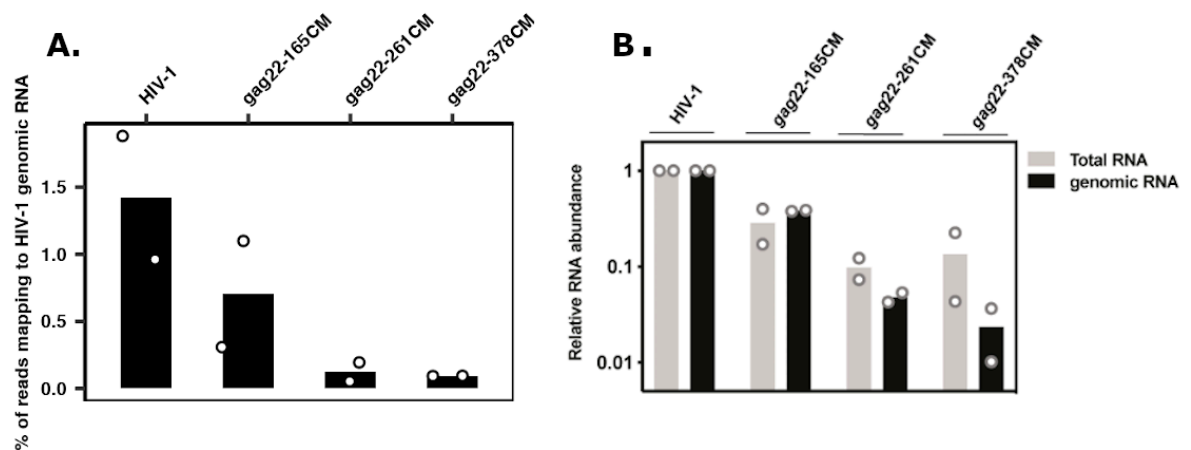 A.
HIV-1
gag22-165CM
gag22-261CM
gag22-378CM
% of reads mapping to HIV-1 genomic RNA
1.5
1.0
0.5
0.0
B.
HIV-1
gag22-165CM
gag22-261CM
gag22-378CM
Relative RNA abundance
1
0.1
0.01
Total RNA
genomic RNA